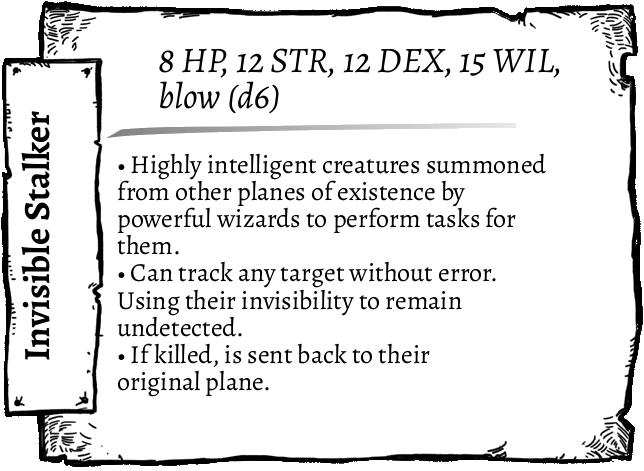 Invisible Stalker
8 HP, 12 STR, 12 DEX, 15 WIL,
blow (d6)
• Highly intelligent creatures summoned
from other planes of existence by
powerful wizards to perform tasks for
them.
• Can track any target without error.
Using their invisibility to remain
undetected.
• If killed, is sent back to their
original plane.